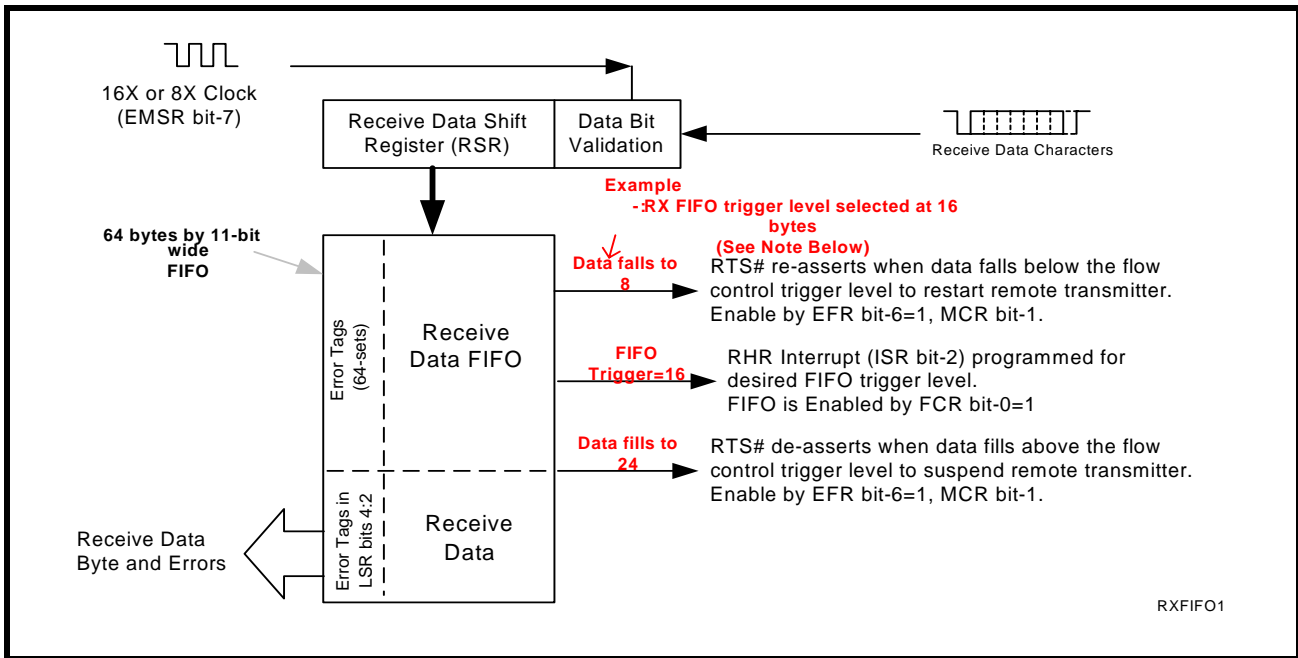 16X or 8X Clock
(EMSR bit-7)
Receive Data Shift
Register (RSR)
Data Bit
Validation
Receive Data Characters
Example
-:RX FIFO trigger level selected at 16
bytes
(See Note Below)
64 bytes by 11-bit
wide
FIFO
Data falls to
8
RTS# re-asserts when data falls below the flow
control trigger level to restart remote transmitter.
Enable by EFR bit-6=1, MCR bit-1.
Error Tags
(64-sets)
Receive
Data FIFO
FIFO
Trigger=16
RHR Interrupt (ISR bit-2) programmed for
desired FIFO trigger level.
FIFO is Enabled by FCR bit-0=1
Data fills to
24
RTS# de-asserts when data fills above the flow
control trigger level to suspend remote transmitter.
Enable by EFR bit-6=1, MCR bit-1.
Error Tags in
LSR bits 4:2
Receive
Data
Receive Data
Byte and Errors
RXFIFO1